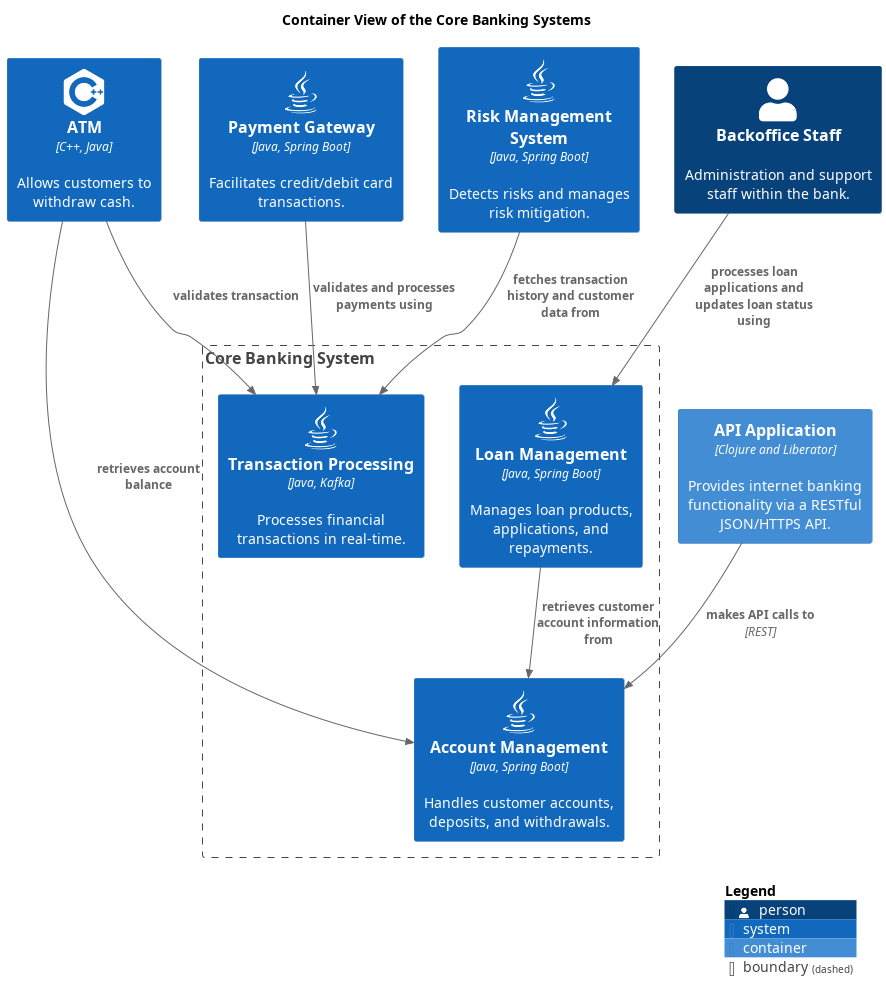 Container View of the Core Banking Systems
C++
ATM
[C++, Java]
Allows customers to
withdraw cash.
Payment Gateway
[Java, Spring Boot]
Facilitates credit/debit card
transactions.
Risk Management
System
[Java, Spring Boot]
Detects risks and manages
risk mitigation.
Backoffice Staff
Administration and support
staff within the bank.
validates transaction
validates and processes
payments using
fetches transaction
history and customer
data from
processes loan
applications and
updates loan status
using
Core Banking System
retrieves account
balance
Transaction Processing
[Java, Kafka]
Processes financial
transactions in real-time.
Loan Management
[Java, Spring Boot]
Manages loan products,
applications, and
repayments.
API Application
[Clojure and Liberator]
Provides internet banking
functionality via a RESTful
JSON/HTTPS API.
retrieves customer
account information
from
makes API calls to
[REST]
Account Management
[Java, Spring Boot]
Handles customer accounts,
deposits, and withdrawals.
Legend
person
system
container
boundary (dashed)